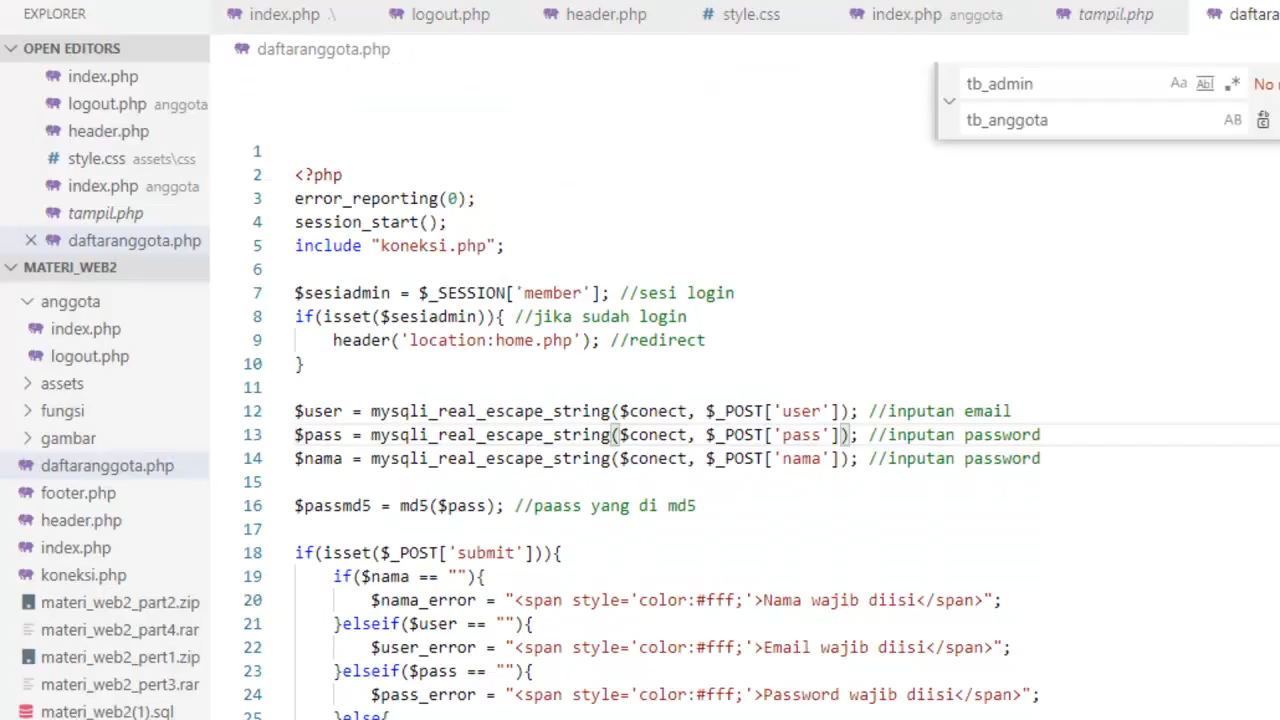 EXPLORER
index.php .\
logout.php
header.php
style.css
index.php anggota
tampil.php
OPEN EDITORS
index.php
logout.php anggota
header.php
style.css assets\css
index.php anggota
tampil.php
daftaranggota.php
MATERI_WEB2
anggota
index.php
logout.php
assets
fungsi
gambar
daftaranggota.php
footer.php
header.php
index.php
koneksi.php
materi_web2_part2.zip
materi_web2_part4.rar
materi_web2_pert1.zip
materi_web2_pert3.rar
materi_web2(1).sql
daftaranggota.php
tb_admin Aa Abl .* No
tb_anggota AB
1
2 <?php
3 error_reporting(0);
4 session_start();
5 include "koneksi.php";
6
7 $sesiadmin = $_SESSION['member']; //sesi login
8 if(isset($sesiadmin)){ //jika sudah login
9 header('location:home.php'); //redirect
10 }
11
12 $user = mysqli_real_escape_string($conect, $_POST['user']); //inputan email
13 $pass = mysqli_real_escape_string($conect, $_POST['pass']); //inputan password
14 $nama = mysqli_real_escape_string($conect, $_POST['nama']); //inputan password
15
16 $passmd5 = md5($pass); //paass yang di md5
17
18 if(isset($_POST['submit'])){
19 if($nama == ""){
20 $nama_error = "<span style='color:#fff;'>Nama wajib diisi</span>";
21 }elseif($user == ""){
22 $user_error = "<span style='color:#fff;'>Email wajib diisi</span>";
23 }elseif($pass == ""){
24 $pass_error = "<span style='color:#fff;'>Password wajib diisi</span>";
25 }else{